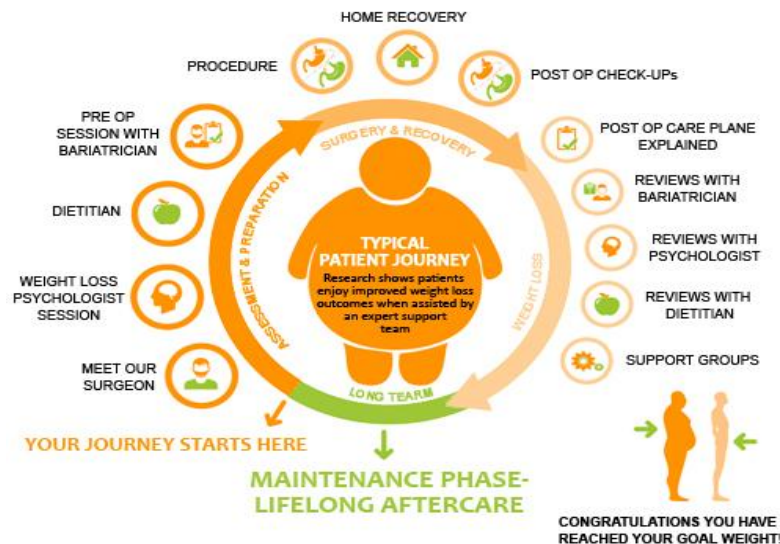 HOME RECOVERY
PROCEDURE
POST OP CHECK-UPs
PRE OP
SESSION WITH
BARIATRICIAN
POST OP CARE PLANE
EXPLAINED
SURGERY & RECOVERY
REVIEWS WITH
BARIATRICIAN
DIETITIAN
ASSESSMENT & PREPARATION
TYPICAL
PATIENT JOURNEY
Research shows patients
enjoy improved weight loss
outcomes when assisted by
an expert support
team
WEIGHT LOSS
REVIEWS WITH
PSYCHOLOGIST
WEIGHT LOSS
PSYCHOLOGIST
SESSION
REVIEWS WITH
DIETITIAN
MEET OUR
SURGEON
SUPPORT GROUPS
LONG TEARM
YOUR JOURNEY STARTS HERE
MAINTENANCE PHASE-
LIFELONG AFTERCARE
CONGRATULATIONS YOU HAVE
REACHED YOUR GOAL WEIGHT!